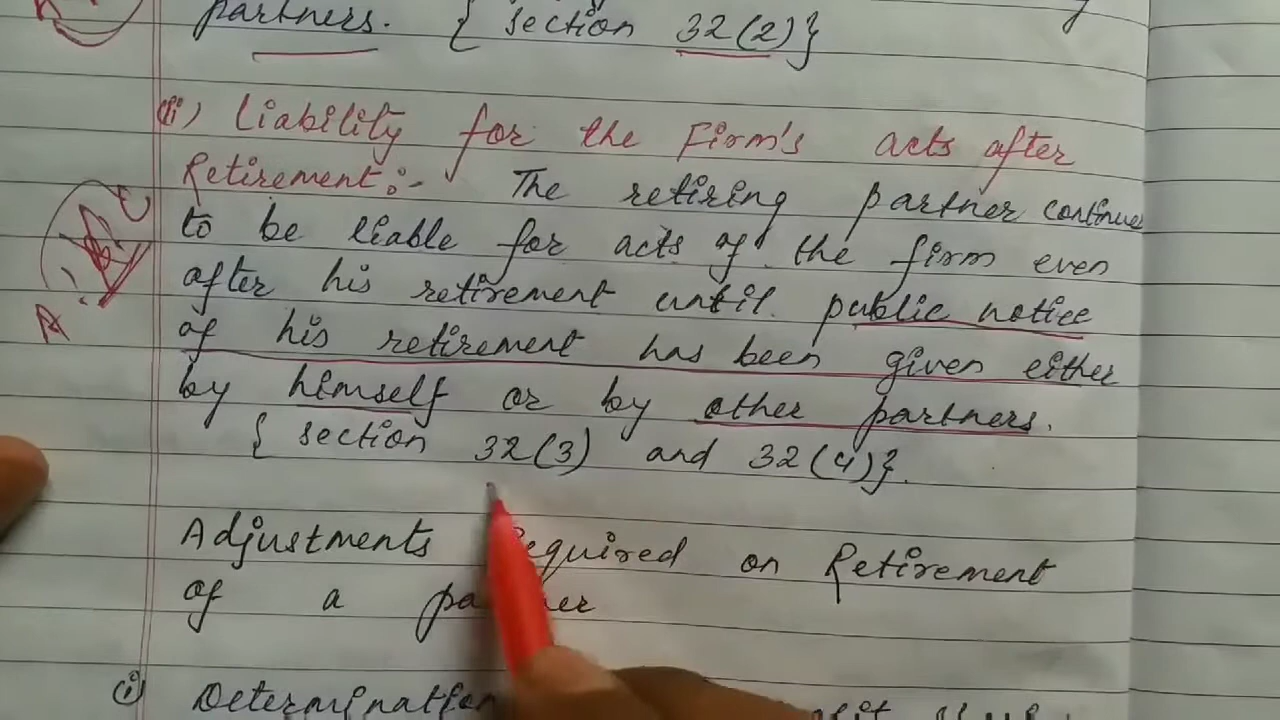 partners. { Section 32(2)}
(ii) Liability for the Firm's acts after
Retirement:- The retiring partner continue
to be liable for acts of the firm even
after his retirement until public notice
of his retirement has been given either
by himself or by other partners.
{ section 32(3) and 32(4)}.
Adjustments Required on Retirement
of a partner
(i) Determination